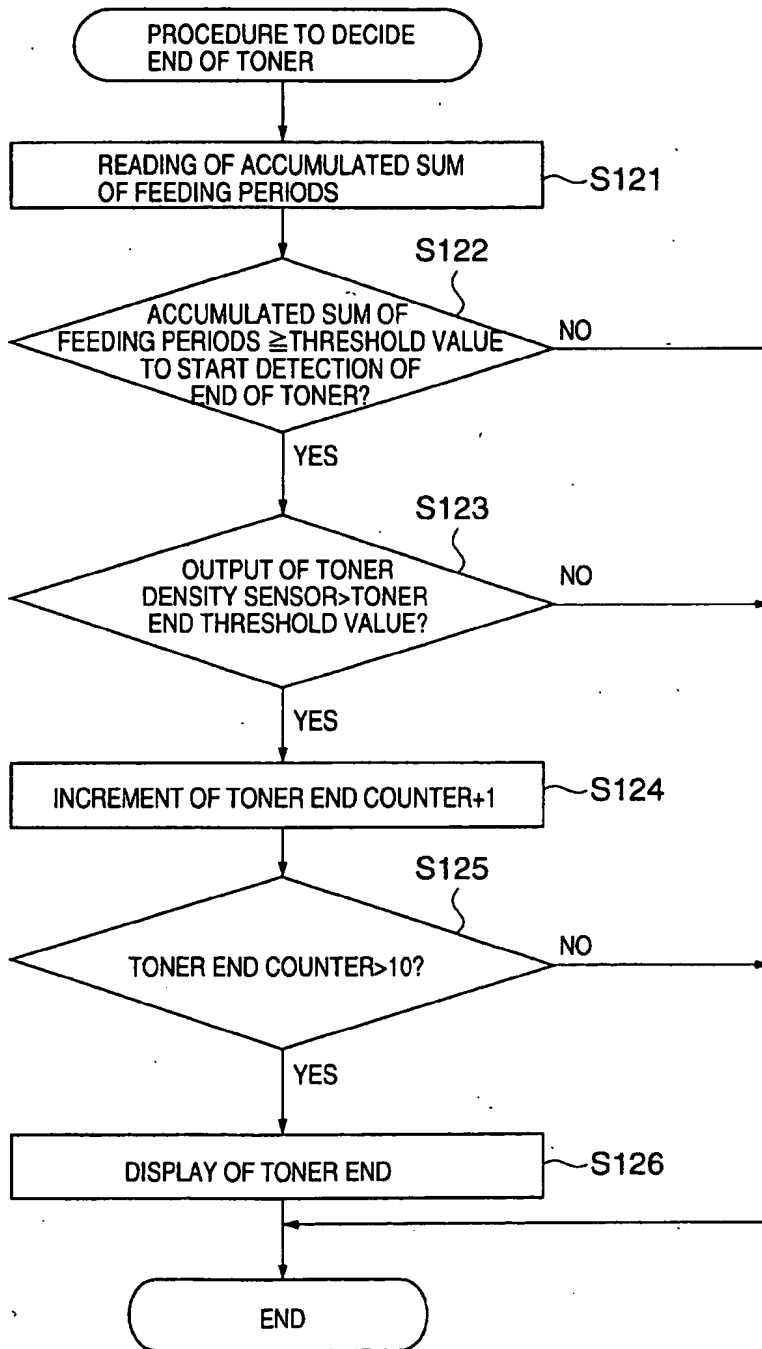 PROCEDURE TO DECIDE
END OF TONER
READING OF ACCUMULATED SUM
OF FEEDING PERIODS
S121
S122
ACCUMULATED SUM OF
FEEDING PERIODS ≧THRESHOLD VALUE
TO START DETECTION OF
END OF TONER?
NO
YES
S123
OUTPUT OF TONER
DENSITY SENSOR>TONER
END THRESHOLD VALUE?
NO
YES
INCREMENT OF TONER END COUNTER+1
S124
S125
TONER END COUNTER>10?
NO
YES
DISPLAY OF TONER END
S126
END